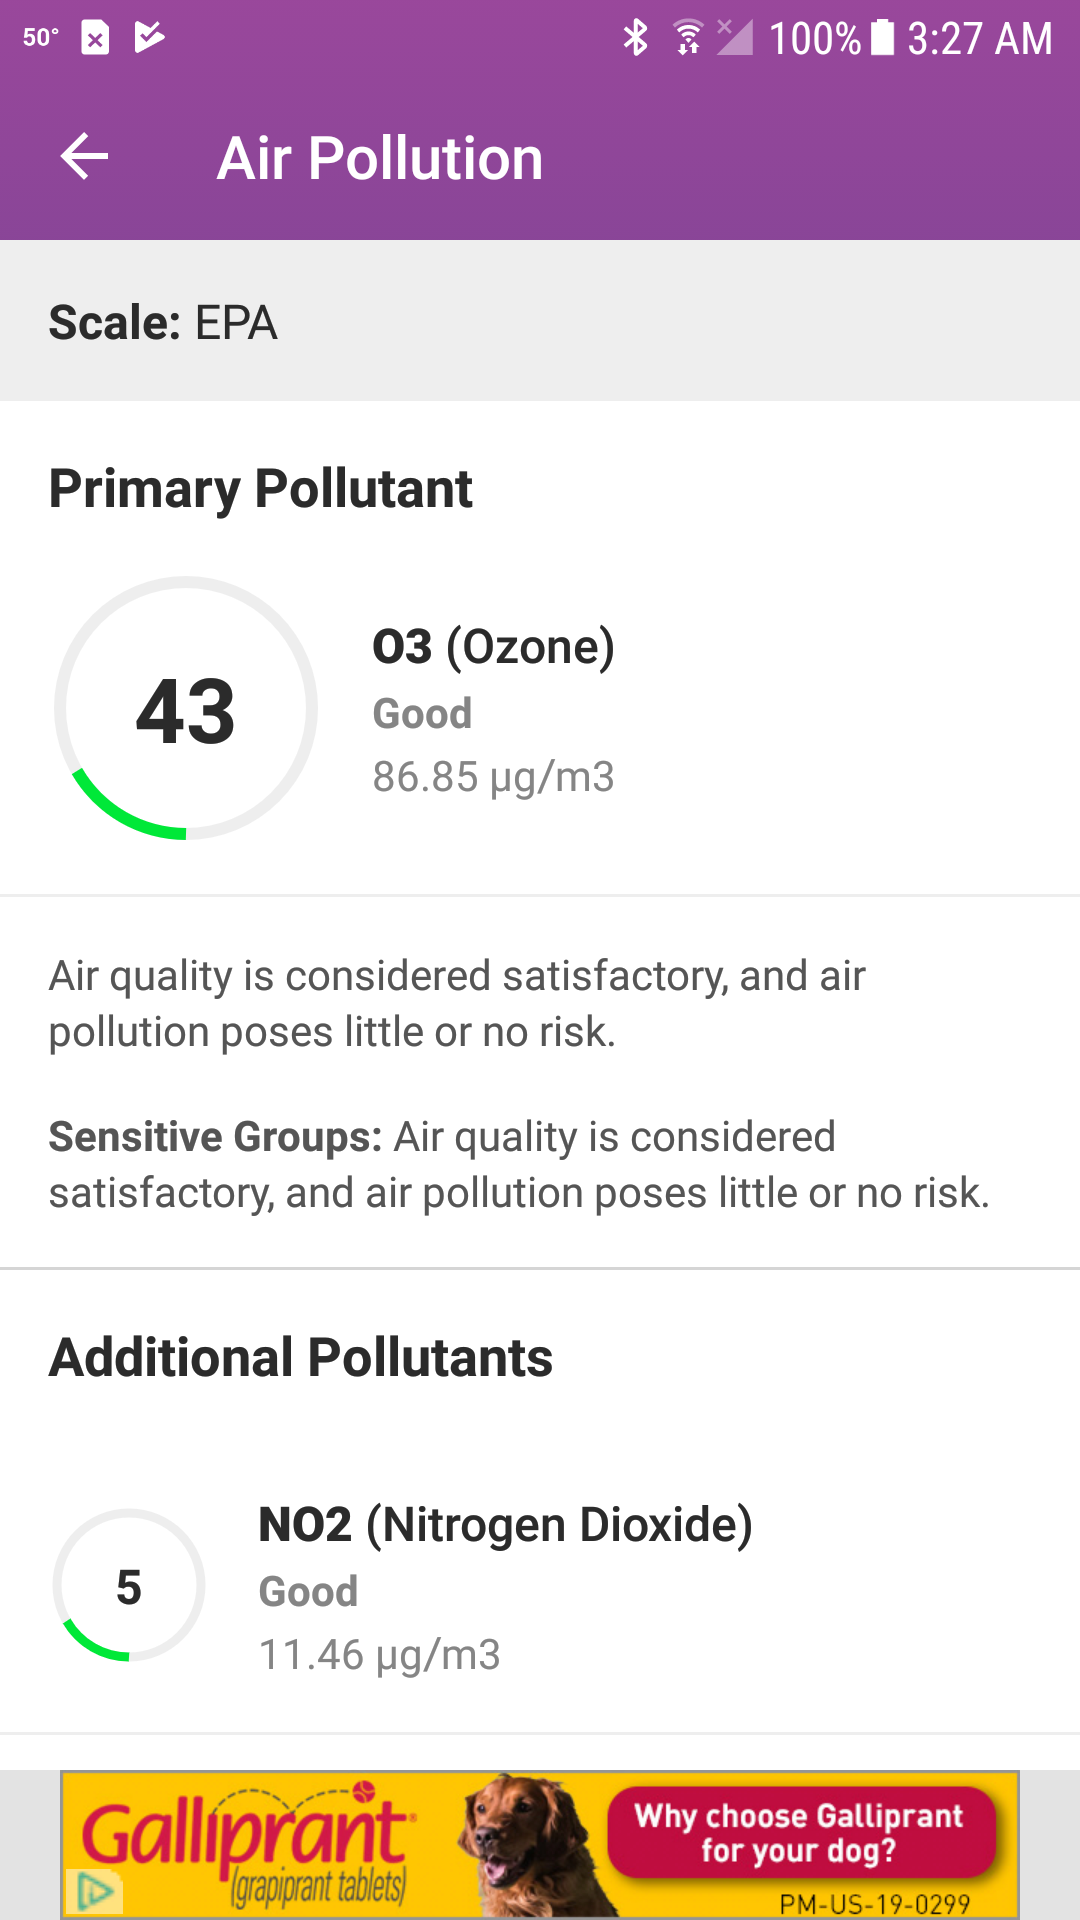 50°
100%
3:27 AM
Air Pollution
Scale: EPA
Primary Pollutant
43
O3 (Ozone)
Good
86.85 µg/m3
Air quality is considered satisfactory, and air
pollution poses little or no risk.
Sensitive Groups: Air quality is considered
satisfactory, and air pollution poses little or no risk.
Additional Pollutants
5
NO2 (Nitrogen Dioxide)
Good
11.46 µg/m3
Galliprant®
(grapiprant tablets)
Why choose Galliprant
for your dog?
PM-US-19-0299